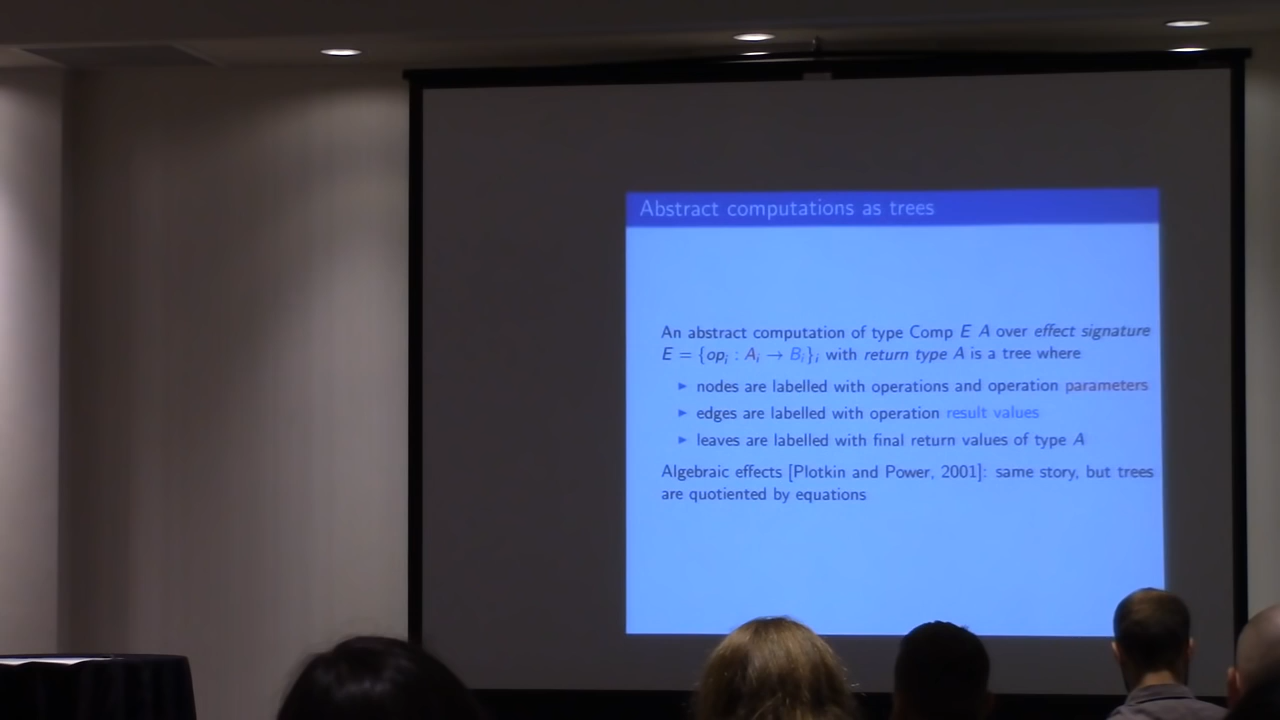 Abstract computations as trees
An abstract computation of type Comp E A over effect signature
E = {opᵢ : Aᵢ → Bᵢ}ᵢ with return type A is a tree where
► nodes are labelled with operations and operation parameters
► edges are labelled with operation result values
► leaves are labelled with final return values of type A
Algebraic effects [Plotkin and Power, 2001]: same story, but trees
are quotiented by equations